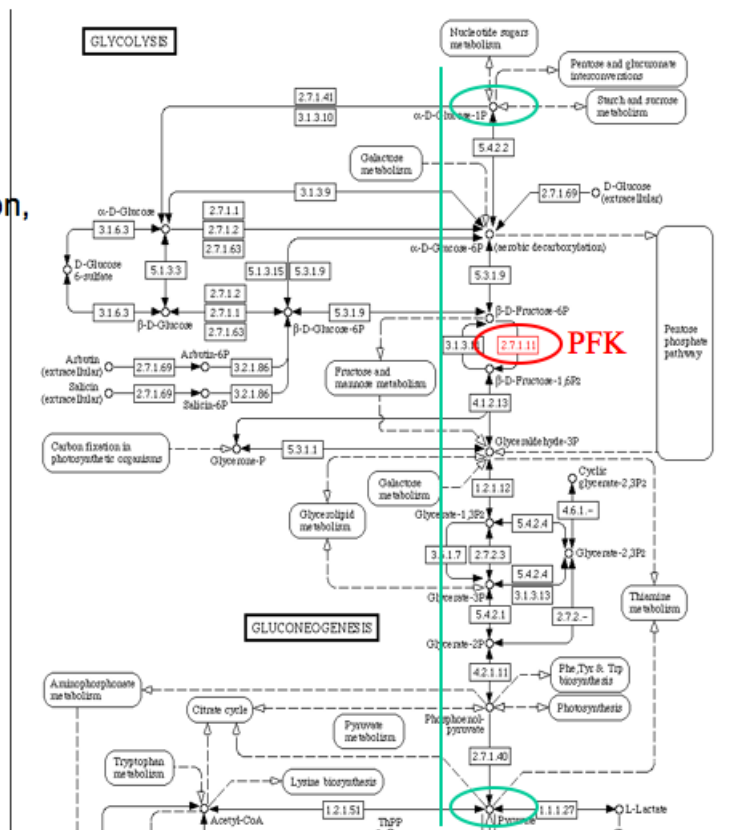 GLYCOLYSIS
Nucleotide sugars
metabolism
Pentose and glucuronate
interconversions
Starch and sucrose
metabolism
2.7.1.41
3.1.3.10
α-D-Glucose-1P
5.4.2.2
Galactose
metabolism
on,
3.1.3.9
2.7.1.69
D-Glucose
(extracellular)
α-D-Glucose
2.7.1.1
3.1.6.3
2.7.1.2
2.7.1.63
α-D-Glucose-6P
(aerobic decarboxylation)
D-Glucose
6-sulfate
5.1.3.3
5.1.3.15
5.3.1.9
5.3.1.9
2.7.1.2
3.1.6.3
2.7.1.1
5.3.1.9
β-D-Fructose-6P
2.7.1.63
β-D-Glucose
β-D-Glucose-6P
Pentose
phosphate
pathway
2.7.1.11
PFK
Arbutin
(extracellular)
2.7.1.69
Arbutin-6P
3.2.1.86
Salicin
(extracellular)
2.7.1.69
Salicin-6P
3.2.1.86
Fructose and
mannose metabolism
β-D-Fructose-1,6P2
4.1.2.13
Carbon fixation in
photosynthetic organisms
Glycerone-P
5.3.1.1
Glyceraldehyde-3P
Galactose
metabolism
1.2.1.12
Cyclic
glycerate-2,3P2
Glycerolipid
metabolism
Glycerate-1,3P2
4.6.1.-
5.4.2.4
2.7.2.3
Glycerate-2,3P2
5.4.2.4
3.1.3.13
Glycerate-3P
Thiamine
metabolism
GLUCONEOGENESIS
5.4.2.1
2.7.2.-
Glycerate-2P
4.2.1.11
Phe,Tyr & Trp
biosynthesis
Aminophosphonate
metabolism
Citrate cycle
Photosynthesis
Phosphoenol-
pyruvate
Pyruvate
metabolism
2.7.1.40
Tryptophan
metabolism
Lysine biosynthesis
1.2.1.51
1.1.1.27
L-Lactate
Acetyl-CoA
ThPP
Pyruvate